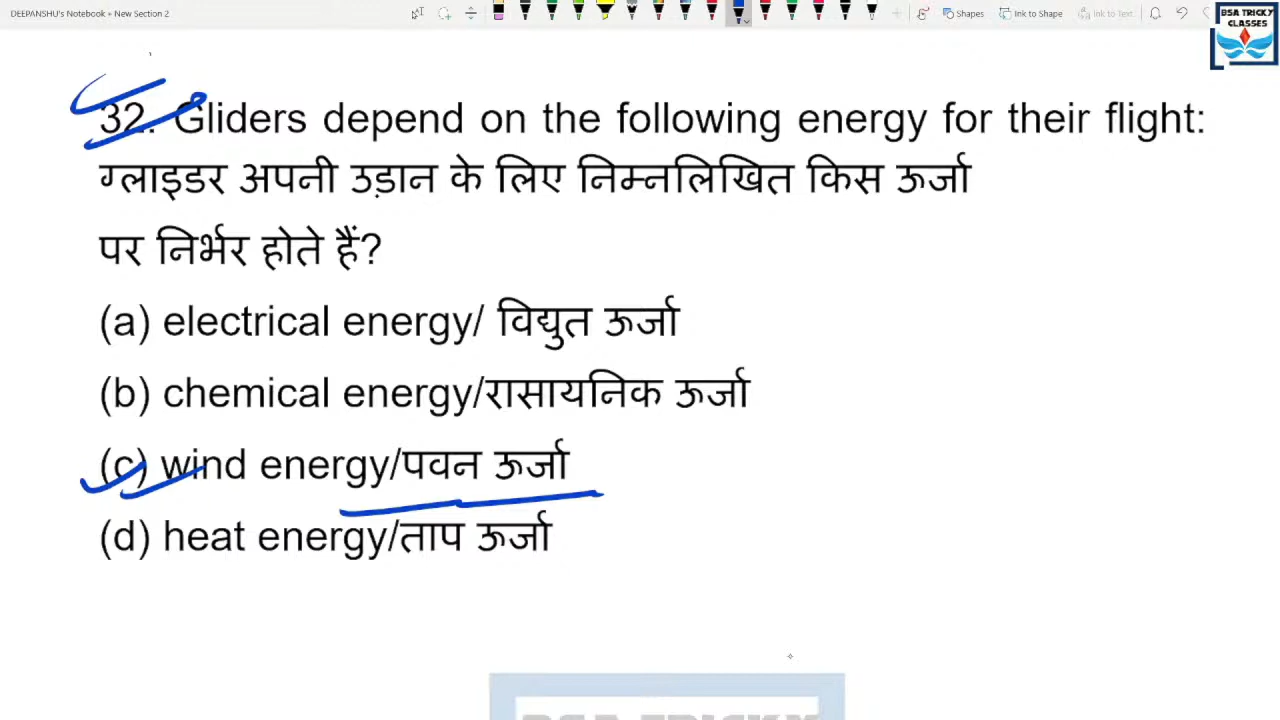 DEEPANSHU's Notebook • New Section 2
Shapes
Ink to Shape
Ink to Text
BSA TRICKY
CLASSES
32. Gliders depend on the following energy for their flight:
ग्लाइडर अपनी उड़ान के लिए निम्नलिखित किस ऊर्जा
पर निर्भर होते हैं?
(a) electrical energy/ विद्युत ऊर्जा
(b) chemical energy/रासायनिक ऊर्जा
(c) wind energy/पवन ऊर्जा
(d) heat energy/ताप ऊर्जा
BSA TRICKY